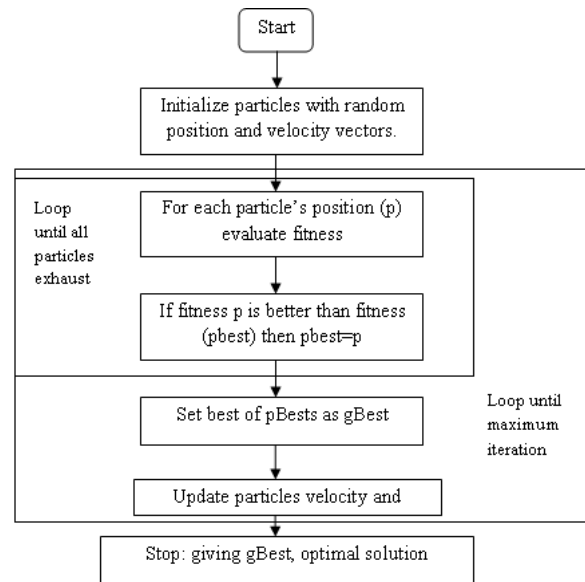 Start
Initialize particles with random
position and velocity vectors.
Loop
until all
particles
exhaust
For each particle's position (p)
evaluate fitness
If fitness p is better than fitness
(pbest) then pbest=p
Set best of pBests as gBest
Loop until
maximum
iteration
Update particles velocity and
Stop: giving gBest, optimal solution